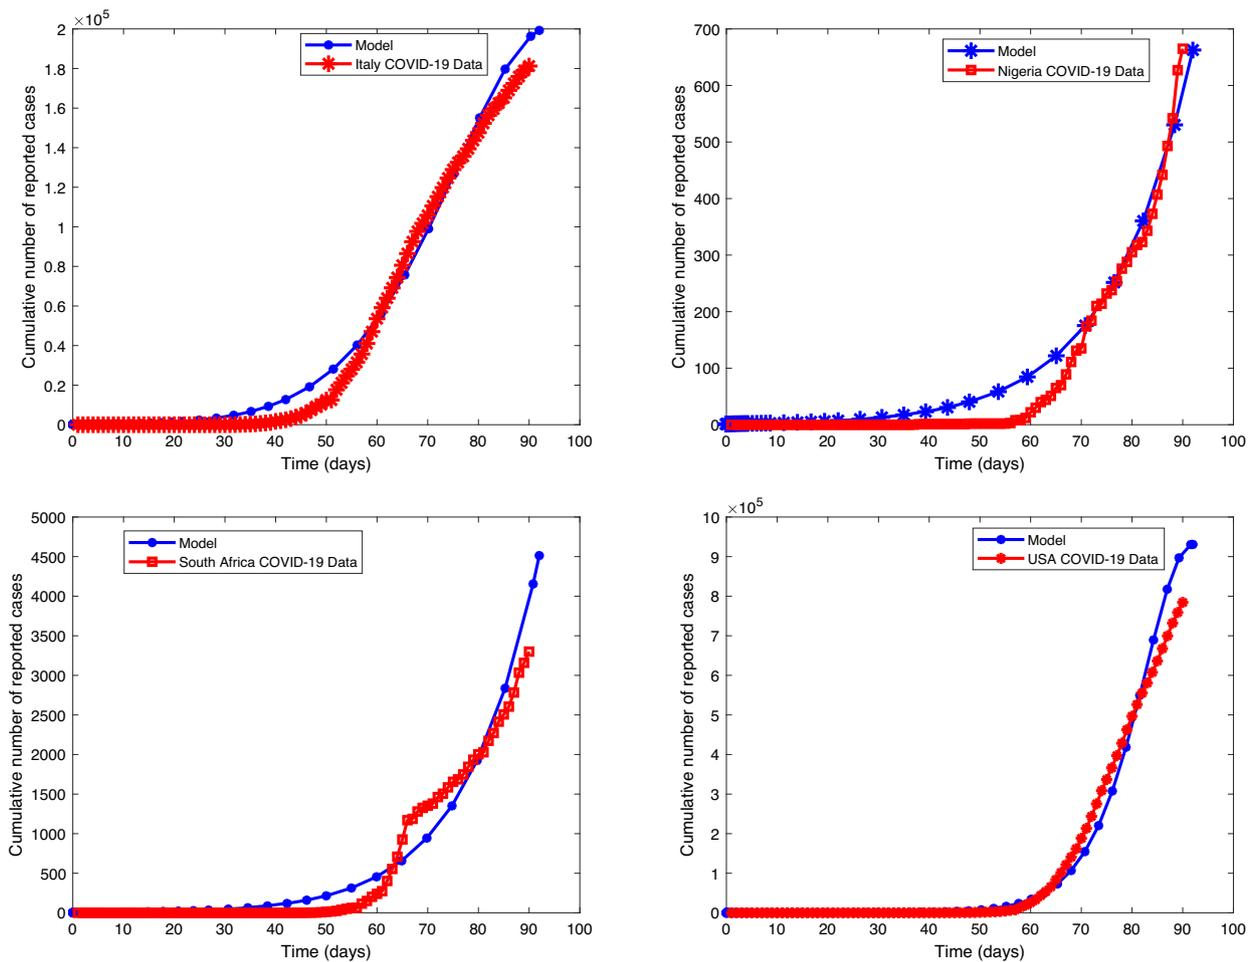 ×10^5
2
1.8
1.6
1.4
1.2
1
0.8
0.6
0.4
0.2
0
Cumulative number of reported cases
Model
Italy COVID-19 Data
0 10 20 30 40 50 60 70 80 90 100
Time (days)
700
600
500
400
300
200
100
0
Cumulative number of reported cases
Model
Nigeria COVID-19 Data
0 10 20 30 40 50 60 70 80 90 100
Time (days)
5000
4500
4000
3500
3000
2500
2000
1500
1000
500
0
Cumulative number of reported cases
Model
South Africa COVID-19 Data
0 10 20 30 40 50 60 70 80 90 100
Time (days)
×10^5
10
9
8
7
6
5
4
3
2
1
0
Cumulative number of reported cases
Model
USA COVID-19 Data
0 10 20 30 40 50 60 70 80 90 100
Time (days)